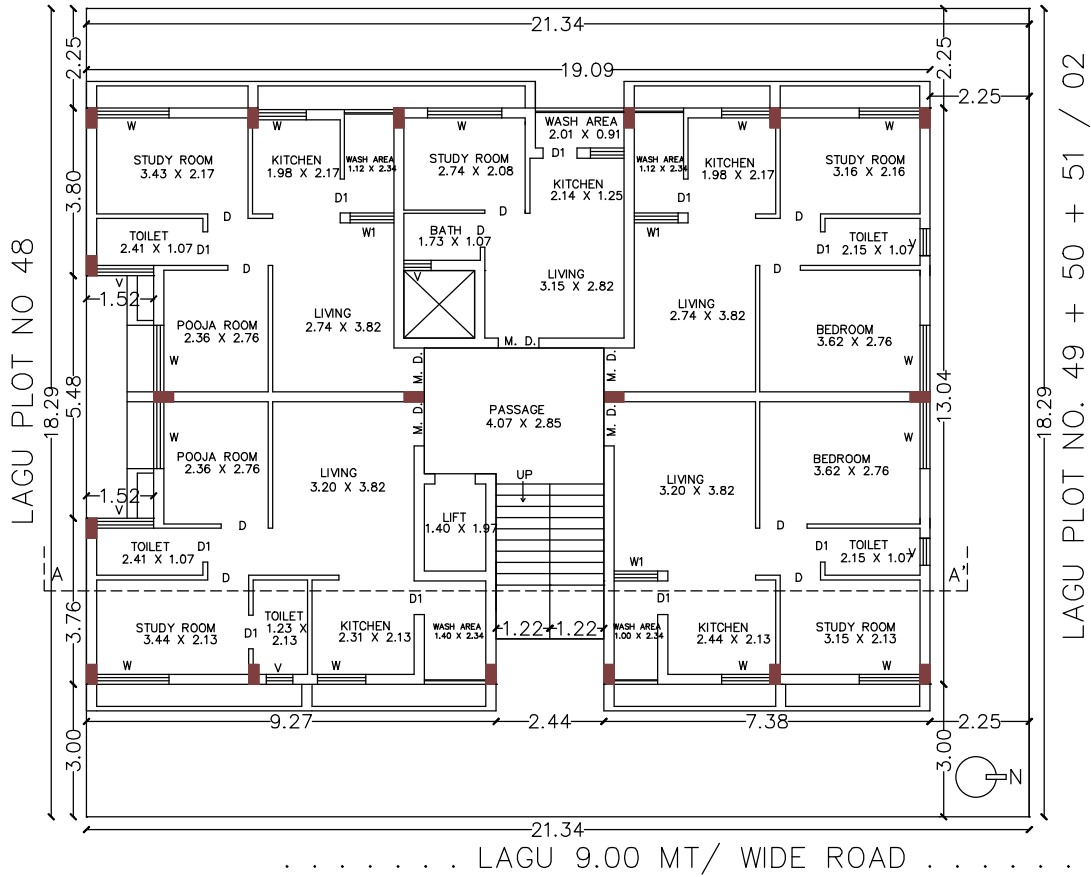 21.34
2.25
2.25
19.09
2.25
WASH AREA
2.01 X 0.91
W
W
W
W
W
D1
STUDY ROOM
3.43 X 2.17
KITCHEN
1.98 X 2.17
WASH AREA
1.12 X 2.34
STUDY ROOM
2.74 X 2.08
KITCHEN
2.14 X 1.25
WASH AREA
1.12 X 2.34
KITCHEN
1.98 X 2.17
STUDY ROOM
3.16 X 2.16
3.80
D1
D1
D
D
D
D
W1
W1
TOILET
2.41 X 1.07
D1
BATH
1.73 X 1.07
D
D1
TOILET
2.15 X 1.07
V
D
D
V
V
1.52
LIVING
3.15 X 2.82
POOJA ROOM
2.36 X 2.76
LIVING
2.74 X 3.82
LIVING
2.74 X 3.82
BEDROOM
3.62 X 2.76
M. D.
W
M. D.
M. D.
W
LAGU PLOT NO 48
18.29
5.48
13.04
18.29
LAGU PLOT NO. 49 + 50 + 51 / 02
PASSAGE
4.07 X 2.85
M. D.
M. D.
W
W
POOJA ROOM
2.36 X 2.76
LIVING
3.20 X 3.82
LIVING
3.20 X 3.82
BEDROOM
3.62 X 2.76
UP
1.52
V
LIFT
1.40 X 1.97
D
D
TOILET
2.41 X 1.07
D1
D1
TOILET
2.15 X 1.07
V
W1
A
D
D
A'
3.76
D1
D1
STUDY ROOM
3.44 X 2.13
D1
TOILET
1.23 X
2.13
KITCHEN
2.31 X 2.13
WASH AREA
1.40 X 2.34
1.22
1.22
WASH AREA
1.00 X 2.34
KITCHEN
2.44 X 2.13
STUDY ROOM
3.15 X 2.13
W
V
W
W
W
9.27
2.44
7.38
2.25
3.00
3.00
N
21.34
. . . . . . . . LAGU 9.00 MT/ WIDE ROAD . . . . . . .